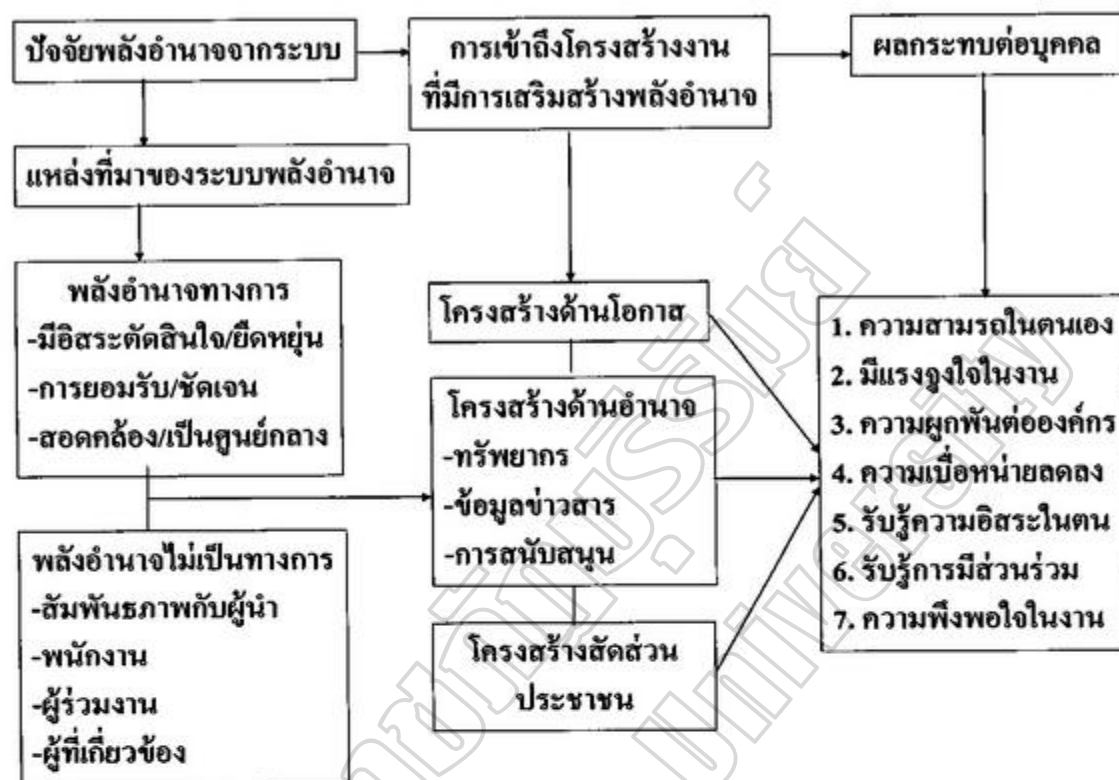 ปัจจัยพลังอำนาจจากระบบ
การเข้าถึงโครงสร้างงาน
ที่มีการเสริมสร้างพลังอำนาจ
ผลกระทบต่อบุคคล
แหล่งที่มาของระบบพลังอำนาจ
พลังอำนาจทางการ
-มีอิสระตัดสินใจ/ยืดหยุ่น
-การยอมรับ/ชัดเจน
-สอดคล้อง/เป็นศูนย์กลาง
พลังอำนาจไม่เป็นทางการ
-สัมพันธภาพกับผู้นำ
-พนักงาน
-ผู้ร่วมงาน
-ผู้ที่เกี่ยวข้อง
โครงสร้างด้านโอกาส
โครงสร้างด้านอำนาจ
-ทรัพยากร
-ข้อมูลข่าวสาร
-การสนับสนุน
โครงสร้างสัดส่วน
ประชาชน
1. ความสามรถในตนเอง
2. มีแรงจูงใจในงาน
3. ความผูกพันต่อองค์กร
4. ความเบื่อหน่ายลดลง
5. รับรู้ความอิสระในตน
6. รับรู้การมีส่วนร่วม
7. ความพึงพอใจในงาน
University